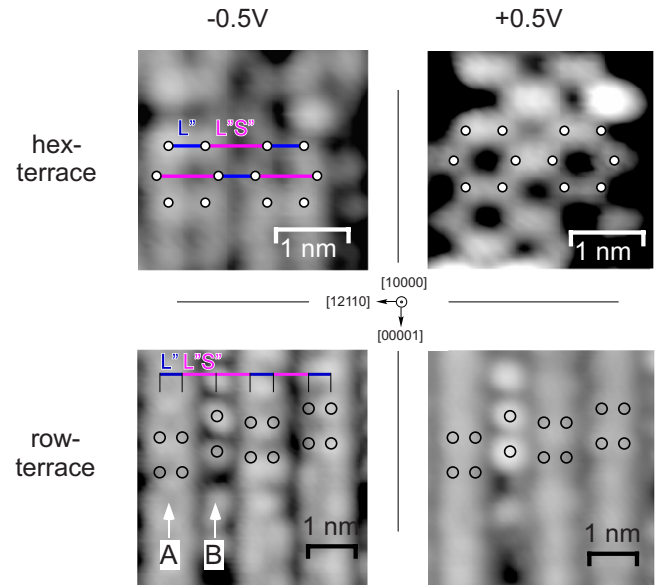 -0.5V
+0.5V
hex-
terrace
L” L”S”
1 nm
1 nm
[10000]
[12110]
[00001]
row-
terrace
L” L”S”
A
B
1 nm
1 nm